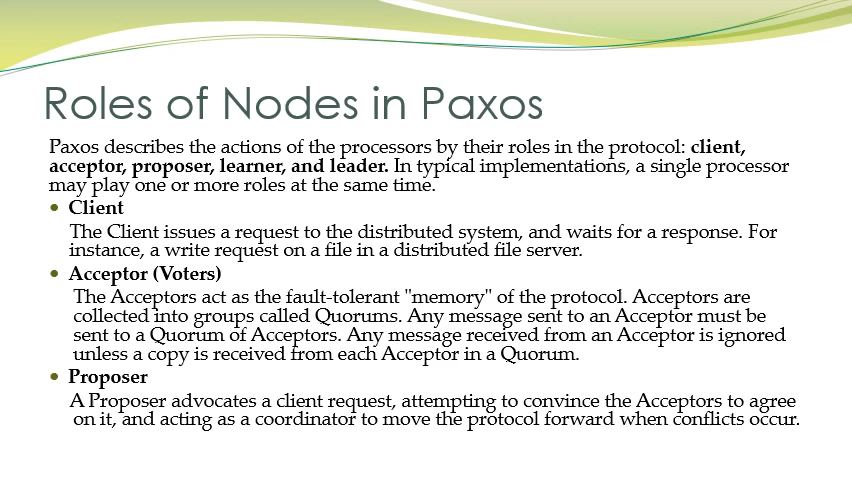 Roles of Nodes in Paxos
Paxos describes the actions of the processors by their roles in the protocol: client,
acceptor, proposer, learner, and leader. In typical implementations, a single processor
may play one or more roles at the same time.
• Client
The Client issues a request to the distributed system, and waits for a response. For
instance, a write request on a file in a distributed file server.
• Acceptor (Voters)
The Acceptors act as the fault-tolerant "memory" of the protocol. Acceptors are
collected into groups called Quorums. Any message sent to an Acceptor must be
sent to a Quorum of Acceptors. Any message received from an Acceptor is ignored
unless a copy is received from each Acceptor in a Quorum.
• Proposer
A Proposer advocates a client request, attempting to convince the Acceptors to agree
on it, and acting as a coordinator to move the protocol forward when conflicts occur.